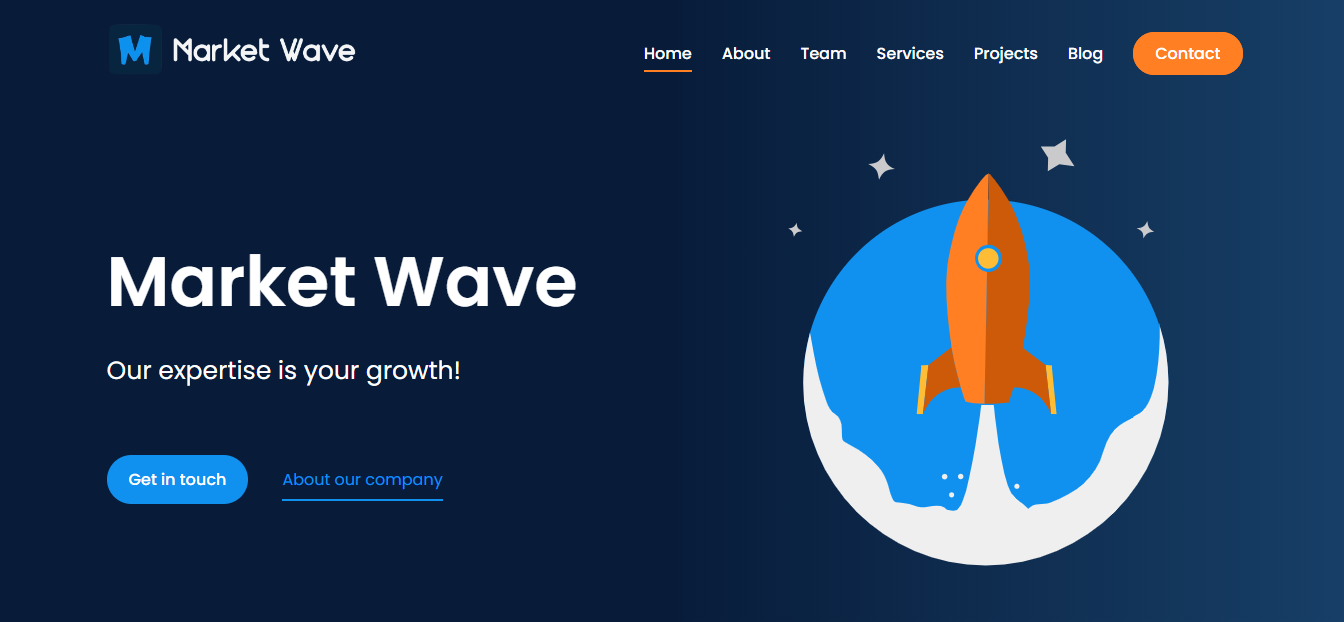 M Market Wave
Home About Team Services Projects Blog Contact
Market Wave
Our expertise is your growth!
Get in touch About our company